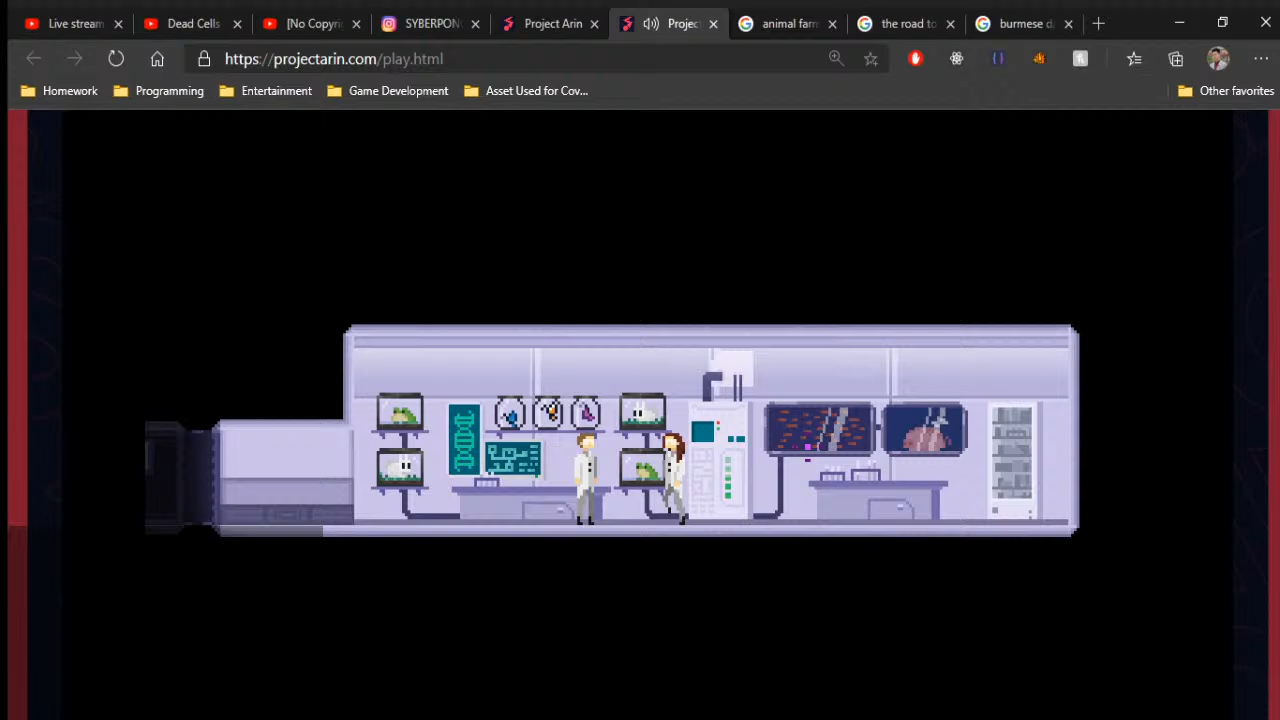 Live stream
Dead Cells
[No Copyri
SYBERPON
Project Arin
Projec
animal farm
the road to
burmese d
https://projectarin.com/play.html
Homework
Programming
Entertainment
Game Development
Asset Used for Cov...
Other favorites